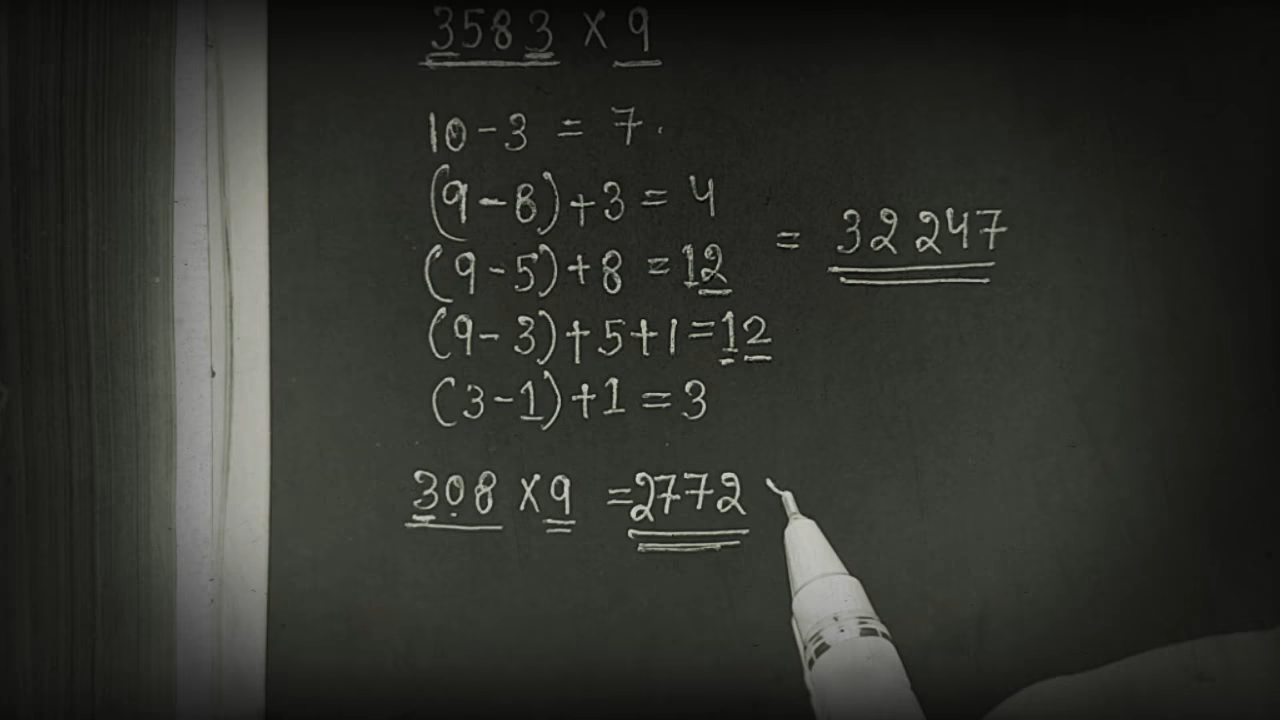 3583 × 9
10 - 3 = 7.
(9 - 8) + 3 = 4
= 32247
(9 - 5) + 8 = 12
(9 - 3) + 5 + 1 = 12
(3 - 1) + 1 = 3
308 × 9 = 2772